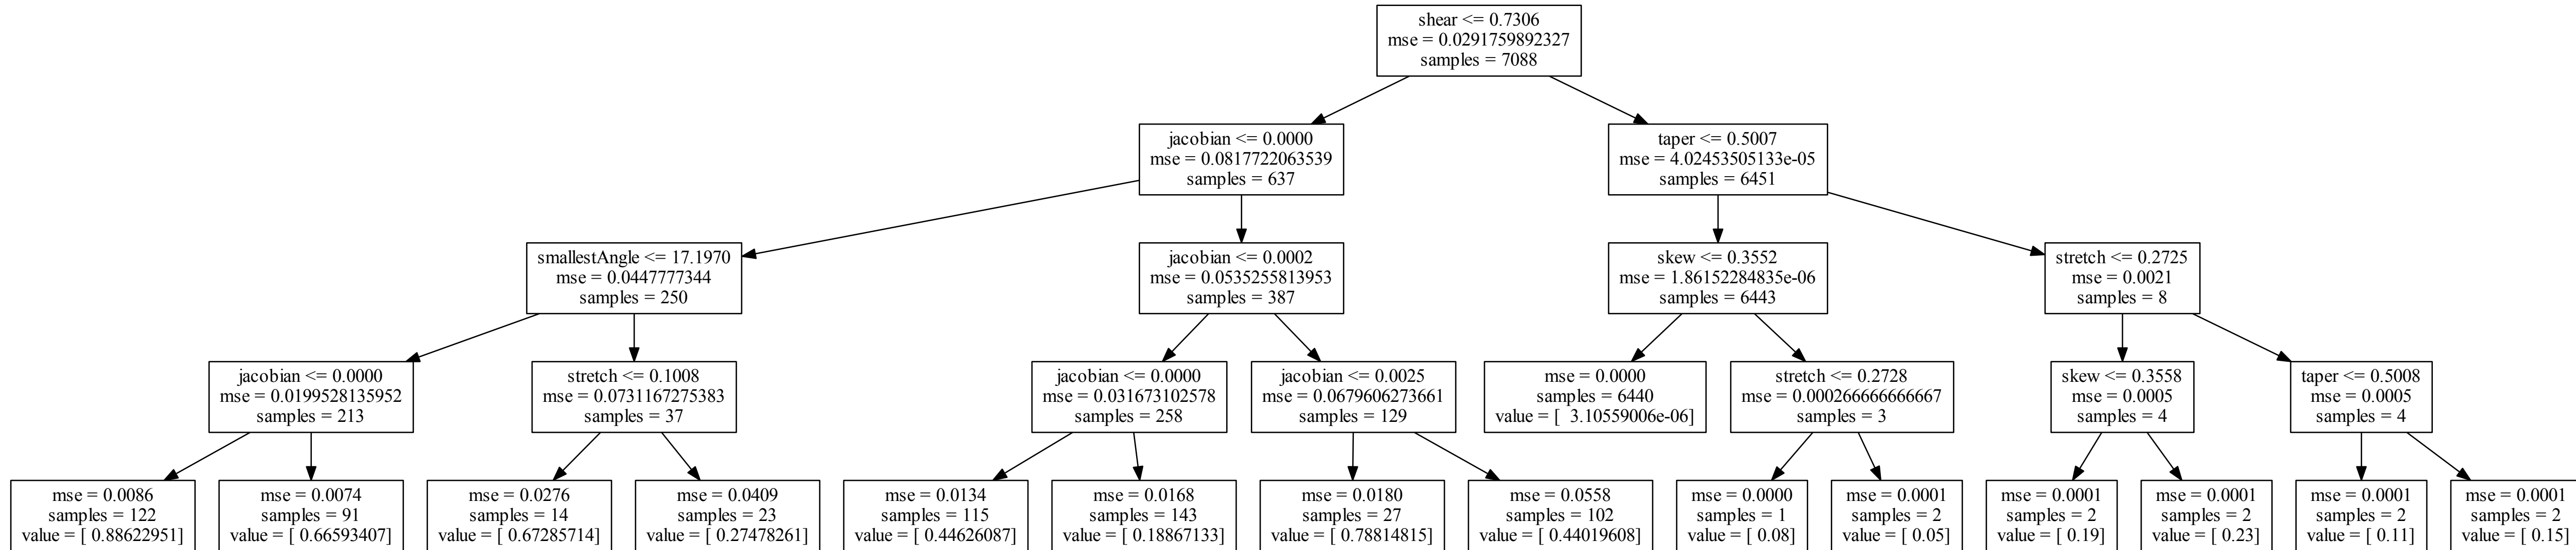 shear <= 0.7306
mse = 0.0291759892327
samples = 7088
jacobian <= 0.0000
mse = 0.0817722063539
samples = 637
taper <= 0.5007
mse = 4.02453505133e-05
samples = 6451
smallestAngle <= 17.1970
mse = 0.0447777344
samples = 250
jacobian <= 0.0002
mse = 0.0535255813953
samples = 387
skew <= 0.3552
mse = 1.86152284835e-06
samples = 6443
stretch <= 0.2725
mse = 0.0021
samples = 8
jacobian <= 0.0000
mse = 0.0199528135952
samples = 213
stretch <= 0.1008
mse = 0.0731167275383
samples = 37
jacobian <= 0.0000
mse = 0.031673102578
samples = 258
jacobian <= 0.0025
mse = 0.0679606273661
samples = 129
mse = 0.0000
samples = 6440
value = [  3.10559006e-06]
stretch <= 0.2728
mse = 0.000266666666667
samples = 3
skew <= 0.3558
mse = 0.0005
samples = 4
taper <= 0.5008
mse = 0.0005
samples = 4
mse = 0.0086
samples = 122
value = [ 0.88622951]
mse = 0.0074
samples = 91
value = [ 0.66593407]
mse = 0.0276
samples = 14
value = [ 0.67285714]
mse = 0.0409
samples = 23
value = [ 0.27478261]
mse = 0.0134
samples = 115
value = [ 0.44626087]
mse = 0.0168
samples = 143
value = [ 0.18867133]
mse = 0.0180
samples = 27
value = [ 0.78814815]
mse = 0.0558
samples = 102
value = [ 0.44019608]
mse = 0.0000
samples = 1
value = [ 0.08]
mse = 0.0001
samples = 2
value = [ 0.05]
mse = 0.0001
samples = 2
value = [ 0.19]
mse = 0.0001
samples = 2
value = [ 0.23]
mse = 0.0001
samples = 2
value = [ 0.11]
mse = 0.0001
samples = 2
value = [ 0.15]